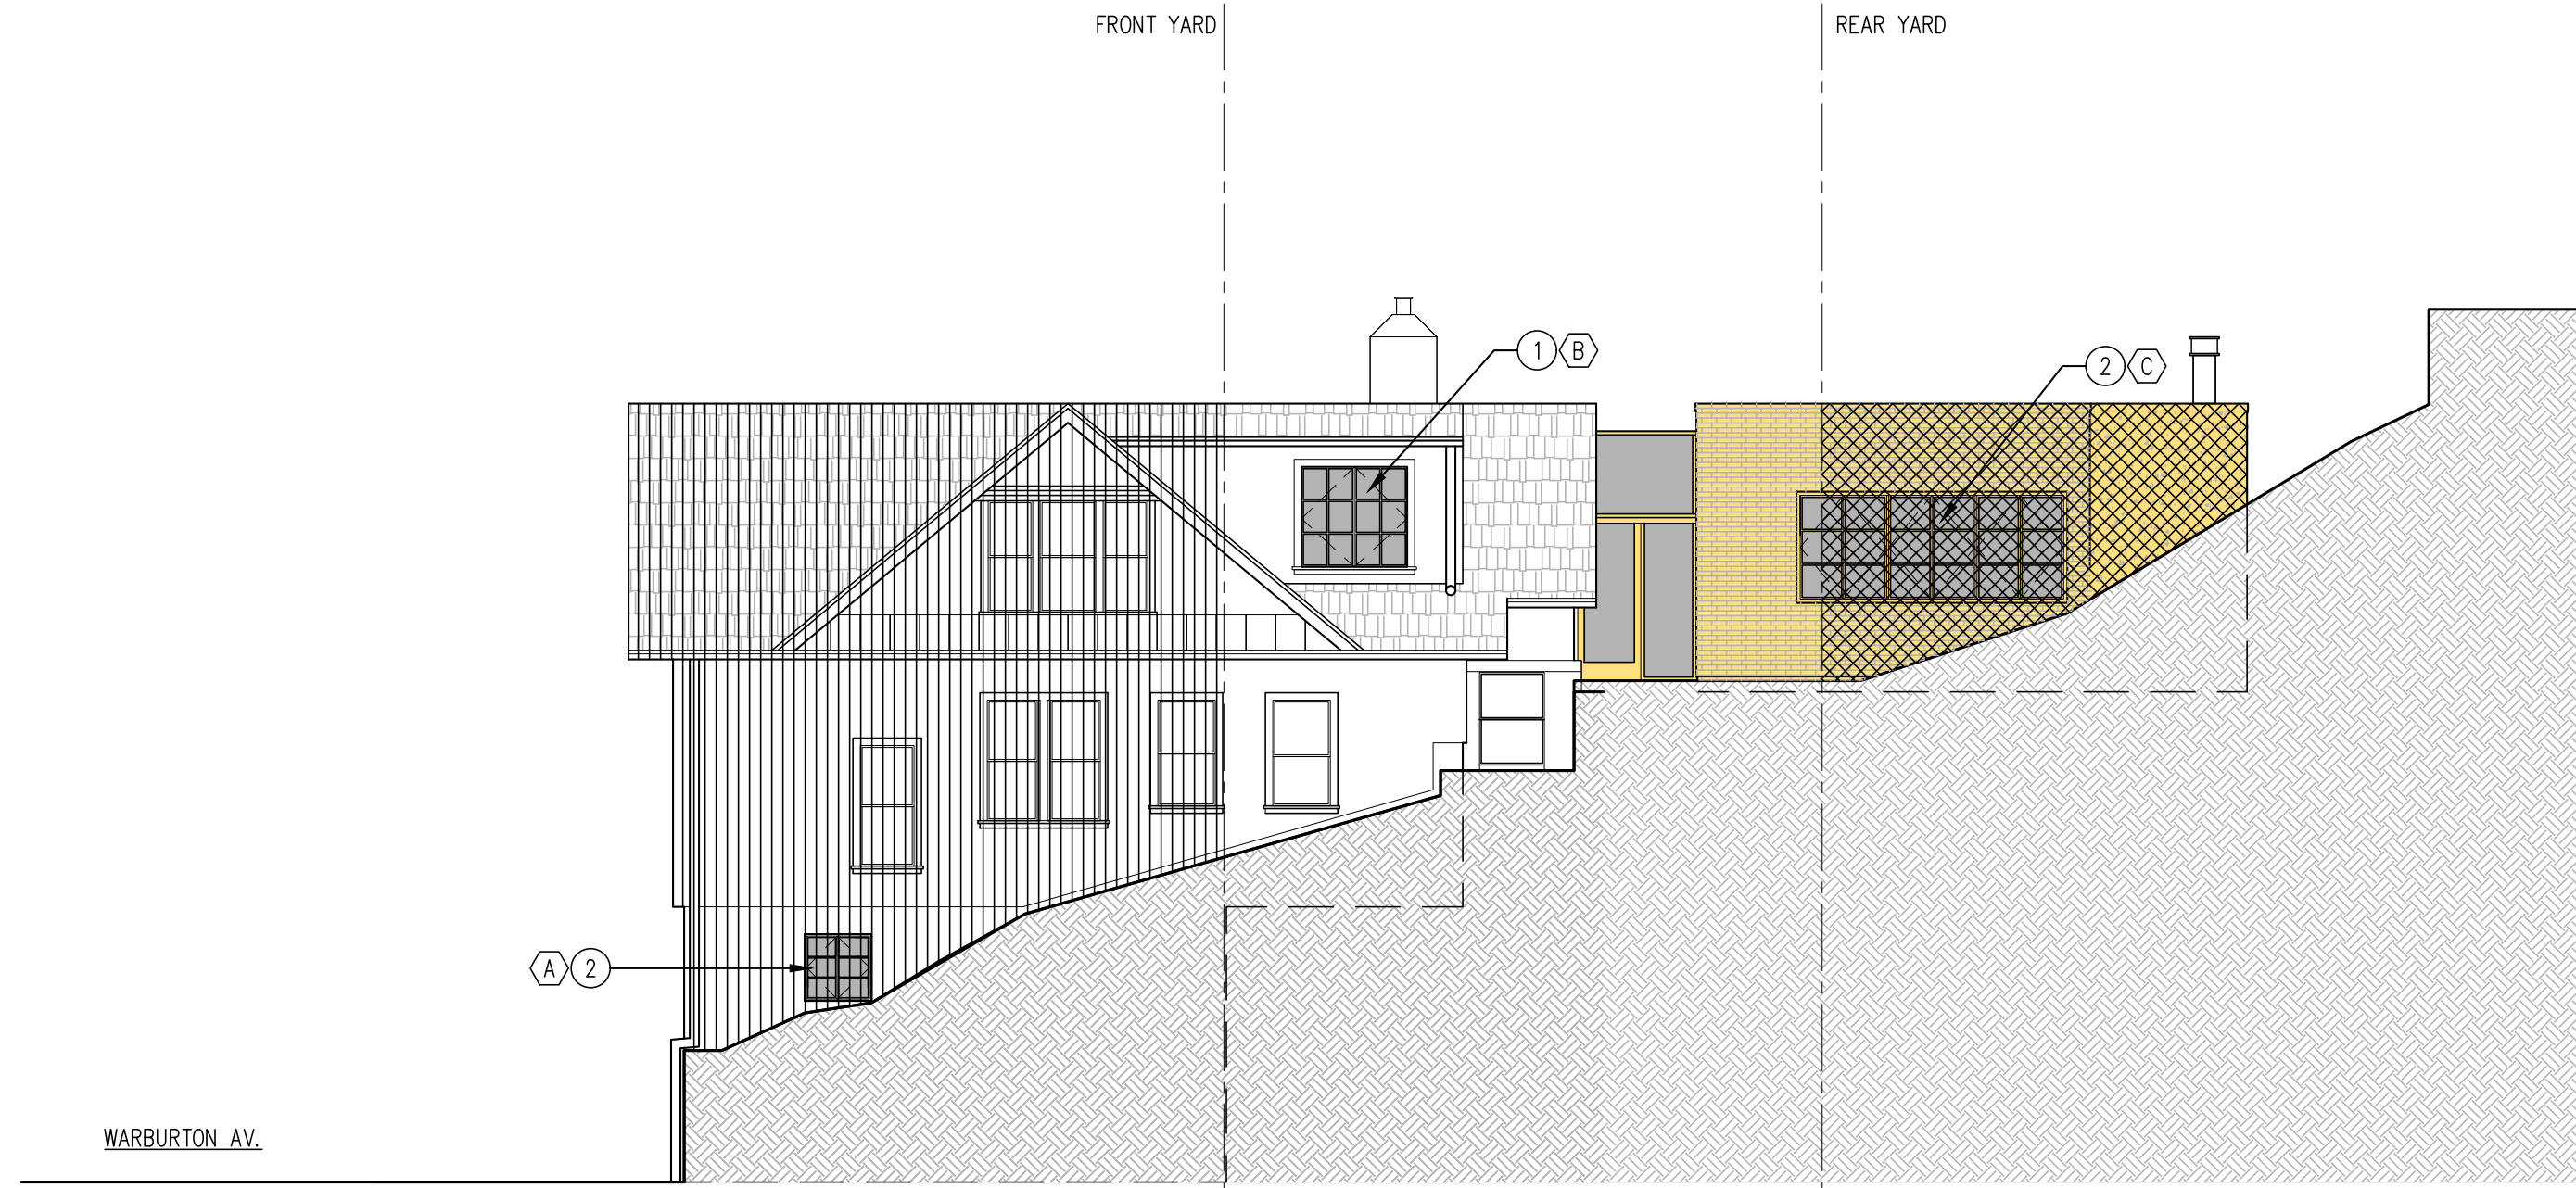 FRONT YARD
REAR YARD
1 B
2 C
A 2
WARBURTON AV.